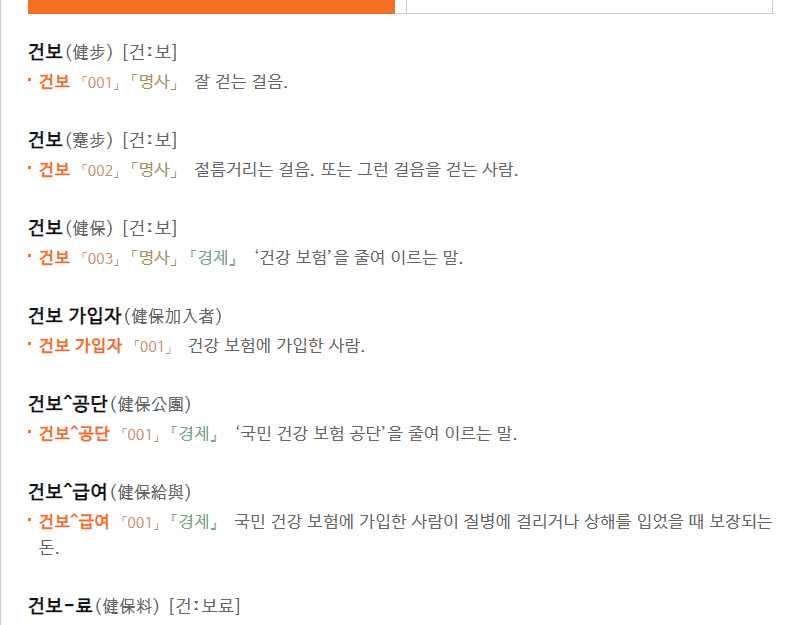 건보(健步) [건ː보]
건보 「001」 「명사」 잘 걷는 걸음.
건보(蹇步) [건ː보]
건보 「002」 「명사」 절름거리는 걸음. 또는 그런 걸음을 걷는 사람.
건보(健保) [건ː보]
건보 「003」 「명사」 『경제』 ‘건강 보험’을 줄여 이르는 말.
건보 가입자(健保加入者)
건보 가입자 「001」 건강 보험에 가입한 사람.
건보^공단(健保公團)
건보^공단 「001」 『경제』 ‘국민 건강 보험 공단’을 줄여 이르는 말.
건보^급여(健保給與)
건보^급여 「001」 『경제』 국민 건강 보험에 가입한 사람이 질병에 걸리거나 상해를 입었을 때 보장되는
돈.
건보-료(健保料) [건ː보료]